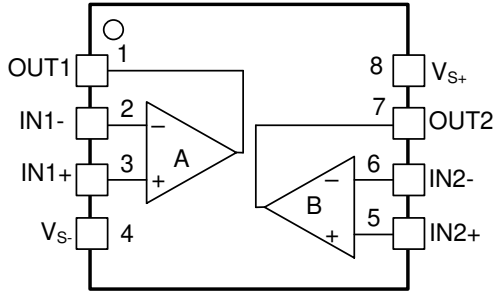 OUT1 1
IN1- 2
IN1+ 3
VS- 4
− A +
8 VS+
7 OUT2
6 IN2-
5 IN2+
− B +